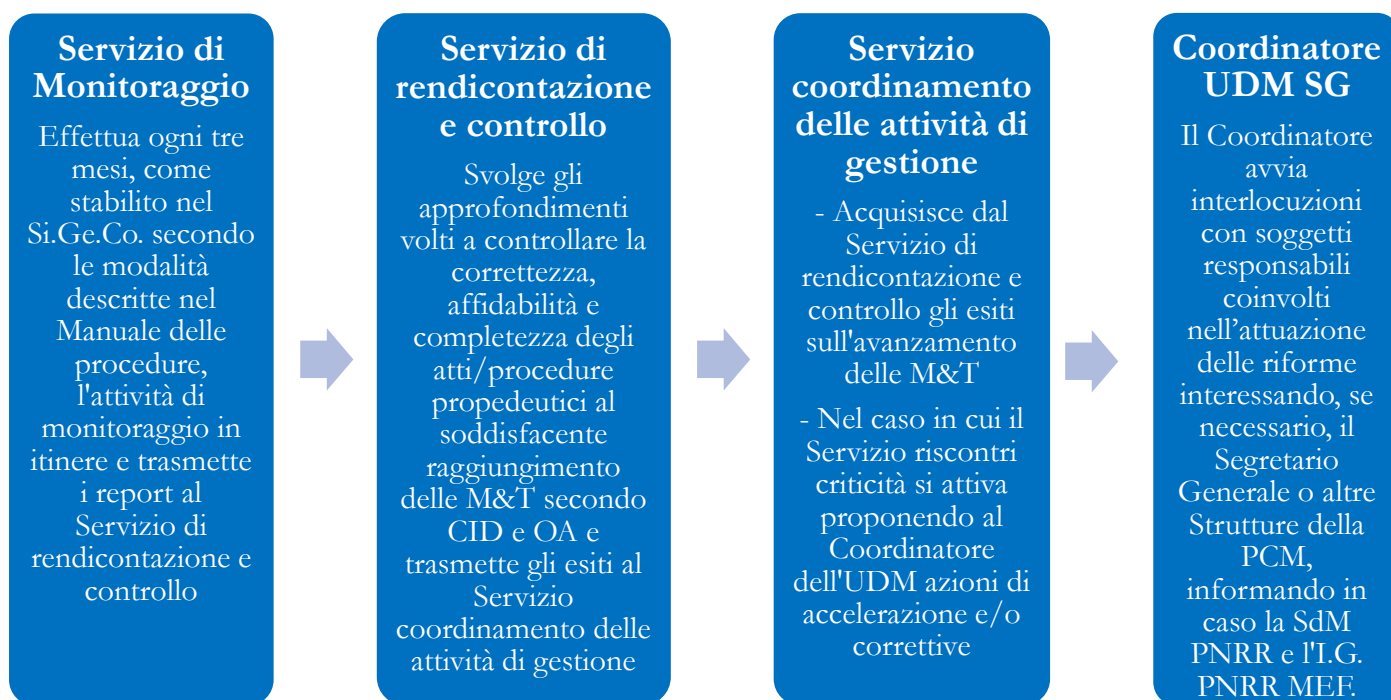 Servizio di
Monitoraggio
Effettua ogni tre
mesi, come
stabilito nel
Si.Ge.Co. secondo
le modalità
descritte nel
Manuale delle
procedure,
l'attività di
monitoraggio in
itinere e trasmette
i report al
Servizio di
rendicontazione e
controllo
Servizio di
rendicontazione
e controllo
Svolge gli
approfondimenti
volti a controllare la
correttezza,
affidabilità e
completezza degli
atti/procedure
propedeutici al
soddisfacente
raggiungimento
delle M&T secondo
CID e OA e
trasmette gli esiti al
Servizio
coordinamento delle
attività di gestione
Servizio
coordinamento
delle attività di
gestione
- Acquisisce dal
Servizio di
rendicontazione e
controllo gli esiti
sull'avanzamento
delle M&T
- Nel caso in cui il
Servizio riscontri
criticità si attiva
proponendo al
Coordinatore
dell'UDM azioni di
accelerazione e/o
correttive
Coordinatore
UDM SG
Il Coordinatore
avvia
interlocuzioni
con soggetti
responsabili
coinvolti
nell’attuazione
delle riforme
interessando, se
necessario, il
Segretario
Generale o altre
Strutture della
PCM,
informando in
caso la SdM
PNRR e l'I.G.
PNRR MEF.